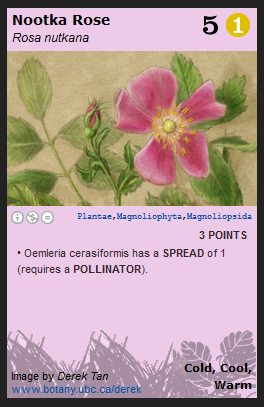 Nootka Rose
5 1
Rosa nutkana
Plantae,Magnoliophyta,Magnoliopsida
3 POINTS
• Oemleria cerasiformis has a SPREAD of 1
(requires a POLLINATOR).
Cold, Cool,
Warm
Image by Derek Tan
www.botany.ubc.ca/derek